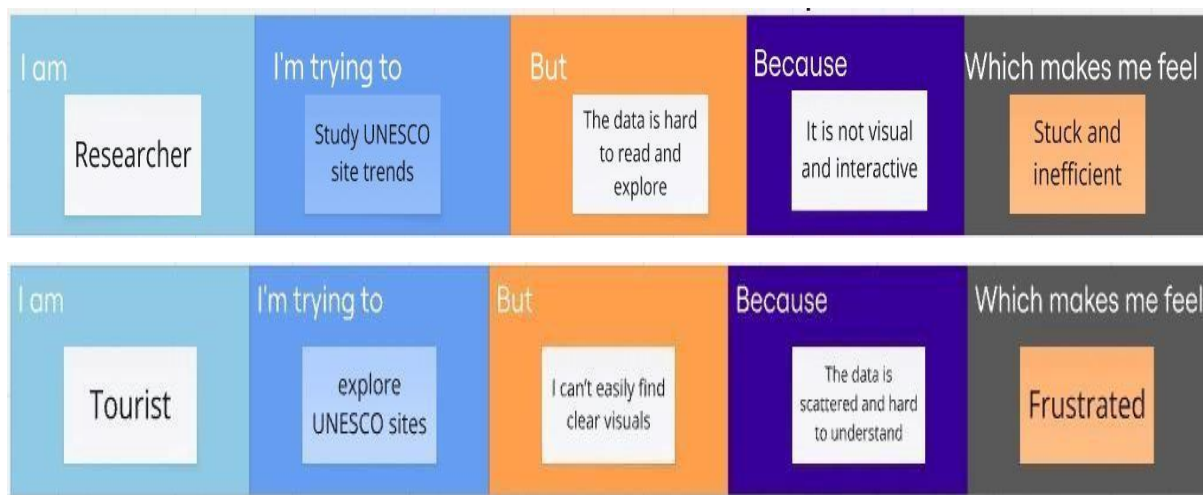 I am
Researcher
I'm trying to
Study UNESCO
site trends
But
The data is hard
to read and
explore
Because
It is not visual
and interactive
Which makes me feel
Stuck and
inefficient
I am
Tourist
I'm trying to
explore
UNESCO sites
But
I can't easily find
clear visuals
Because
The data is
scattered and hard
to understand
Which makes me feel
Frustrated